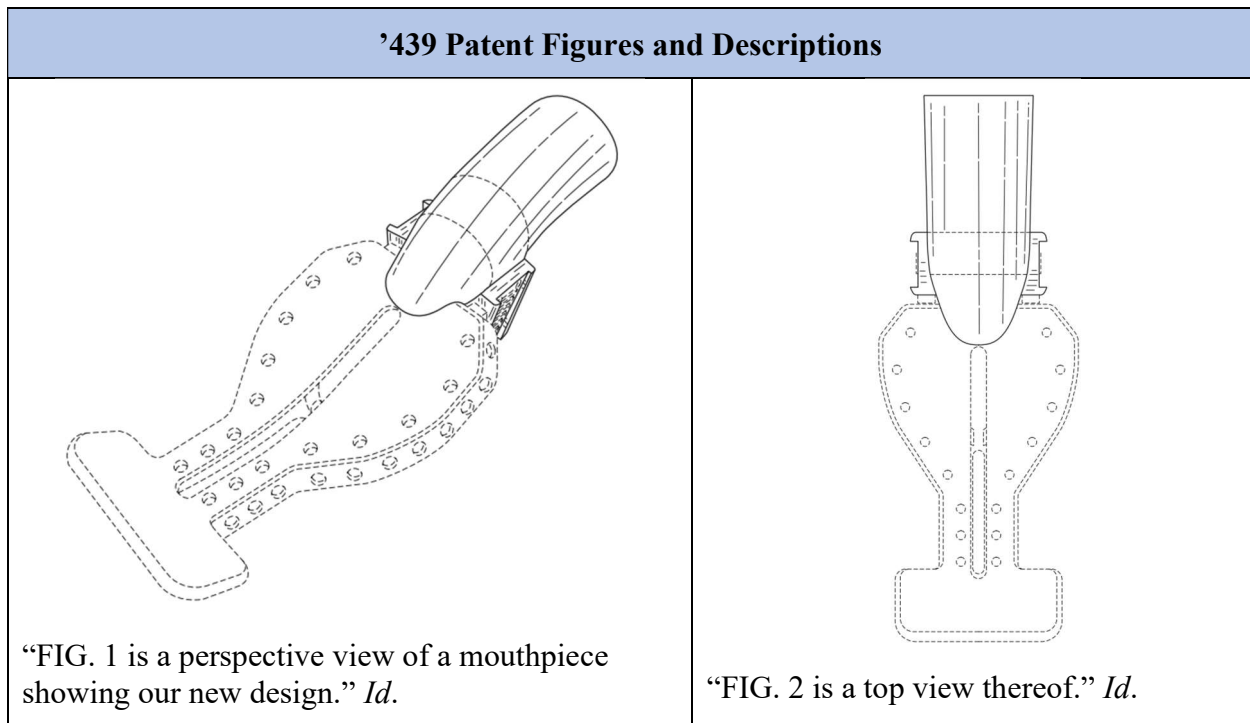 ’439 Patent Figures and Descriptions
“FIG. 1 is a perspective view of a mouthpiece
showing our new design.” Id.
“FIG. 2 is a top view thereof.” Id.